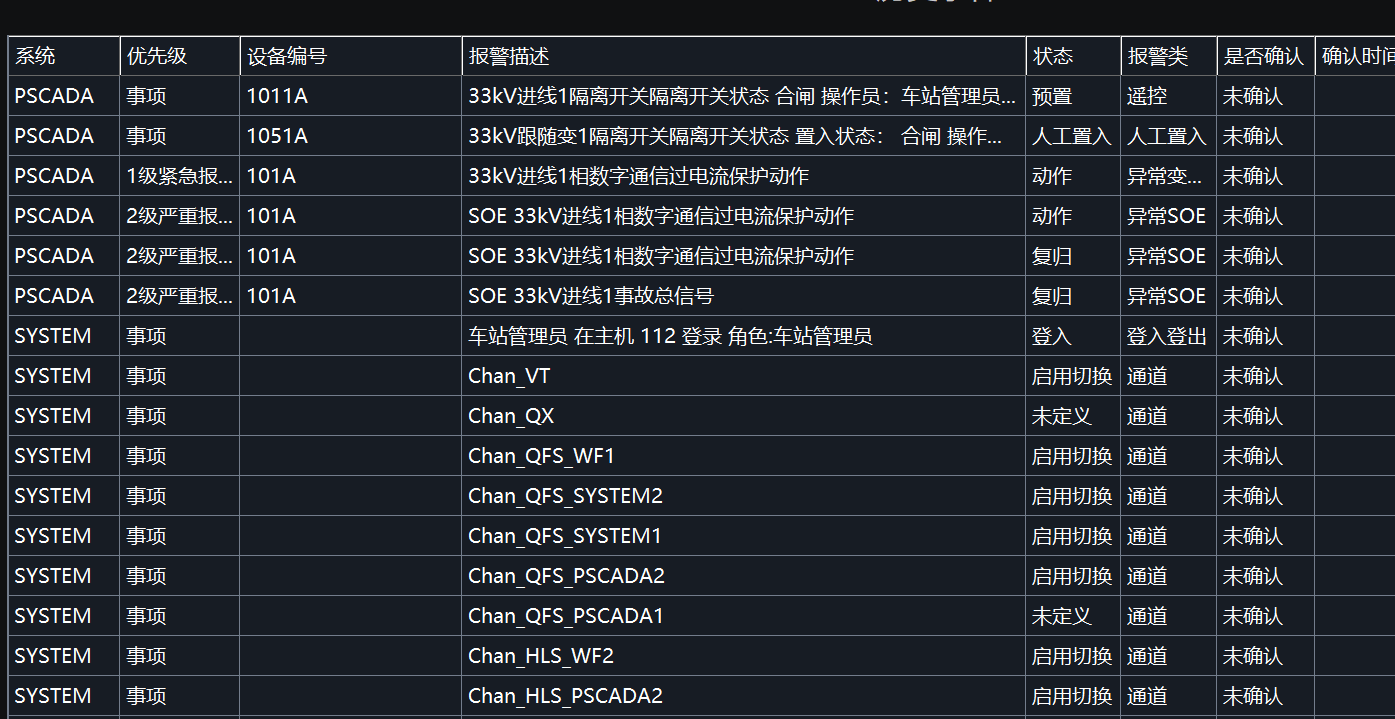 系统 优先级 设备编号 报警描述 状态 报警类 是否确认 确认时间
PSCADA 事项 1011A 33kV进线1隔离开关隔离开关状态 合闸 操作员：车站管理员... 预置 遥控 未确认
PSCADA 事项 1051A 33kV跟随变1隔离开关隔离开关状态 置入状态： 合闸 操作... 人工置入 人工置入 未确认
PSCADA 1级紧急报... 101A 33kV进线1相数字通信过电流保护动作 动作 异常变... 未确认
PSCADA 2级严重报... 101A SOE 33kV进线1相数字通信过电流保护动作 动作 异常SOE 未确认
PSCADA 2级严重报... 101A SOE 33kV进线1相数字通信过电流保护动作 复归 异常SOE 未确认
PSCADA 2级严重报... 101A SOE 33kV进线1事故总信号 复归 异常SOE 未确认
SYSTEM 事项 车站管理员 在主机 112 登录 角色:车站管理员 登入 登入登出 未确认
SYSTEM 事项 Chan_VT 启用切换 通道 未确认
SYSTEM 事项 Chan_QX 未定义 通道 未确认
SYSTEM 事项 Chan_QFS_WF1 启用切换 通道 未确认
SYSTEM 事项 Chan_QFS_SYSTEM2 启用切换 通道 未确认
SYSTEM 事项 Chan_QFS_SYSTEM1 启用切换 通道 未确认
SYSTEM 事项 Chan_QFS_PSCADA2 启用切换 通道 未确认
SYSTEM 事项 Chan_QFS_PSCADA1 未定义 通道 未确认
SYSTEM 事项 Chan_HLS_WF2 启用切换 通道 未确认
SYSTEM 事项 Chan_HLS_PSCADA2 启用切换 通道 未确认